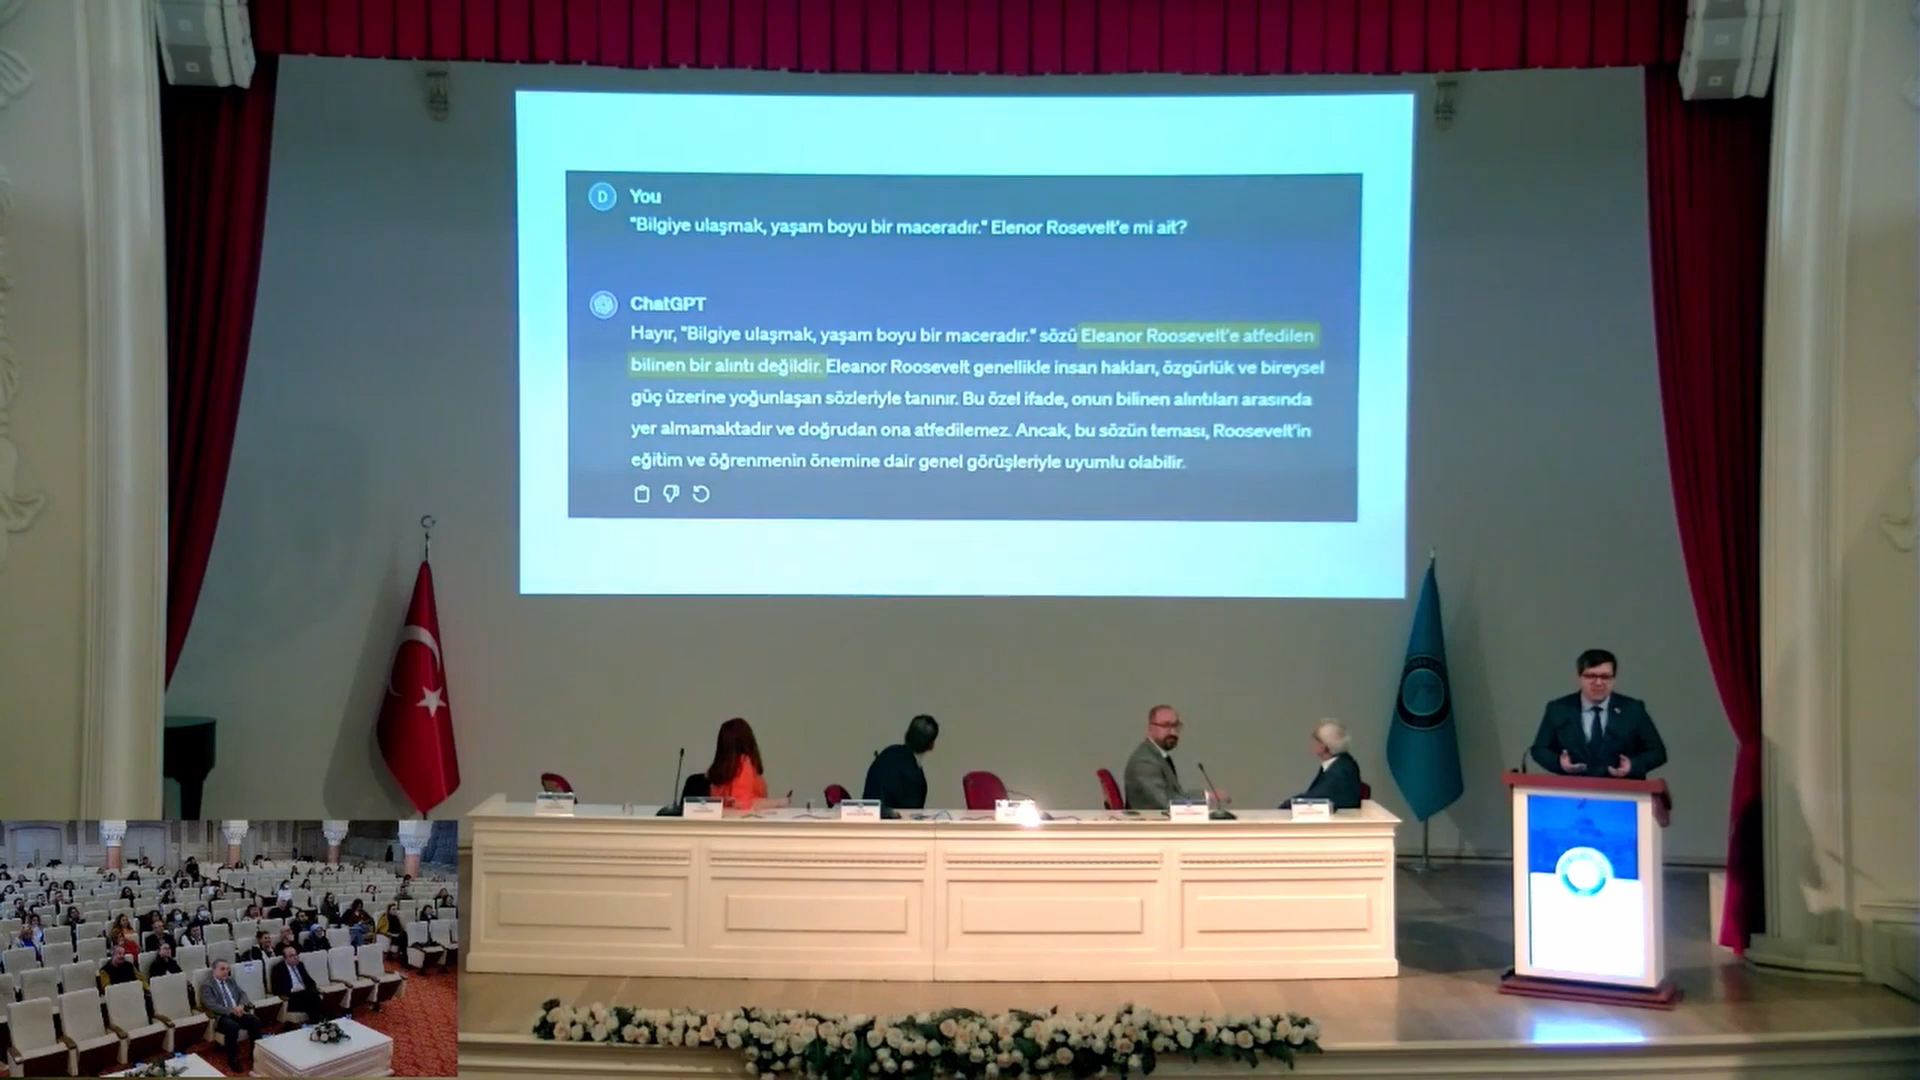 D
You
"Bilgiye ulaşmak, yaşam boyu bir maceradır." Elenor Rosevelt'e mi ait?
ChatGPT
Hayır, "Bilgiye ulaşmak, yaşam boyu bir maceradır." sözü Eleanor Roosevelt'e atfedilen
bilinen bir alıntı değildir. Eleanor Roosevelt genellikle insan hakları, özgürlük ve bireysel
güç üzerine yoğunlaşan sözleriyle tanınır. Bu özel ifade, onun bilinen alıntıları arasında
yer almamaktadır ve doğrudan ona atfedilemez. Ancak, bu sözün teması, Roosevelt'in
eğitim ve öğrenmenin önemine dair genel görüşleriyle uyumlu olabilir.